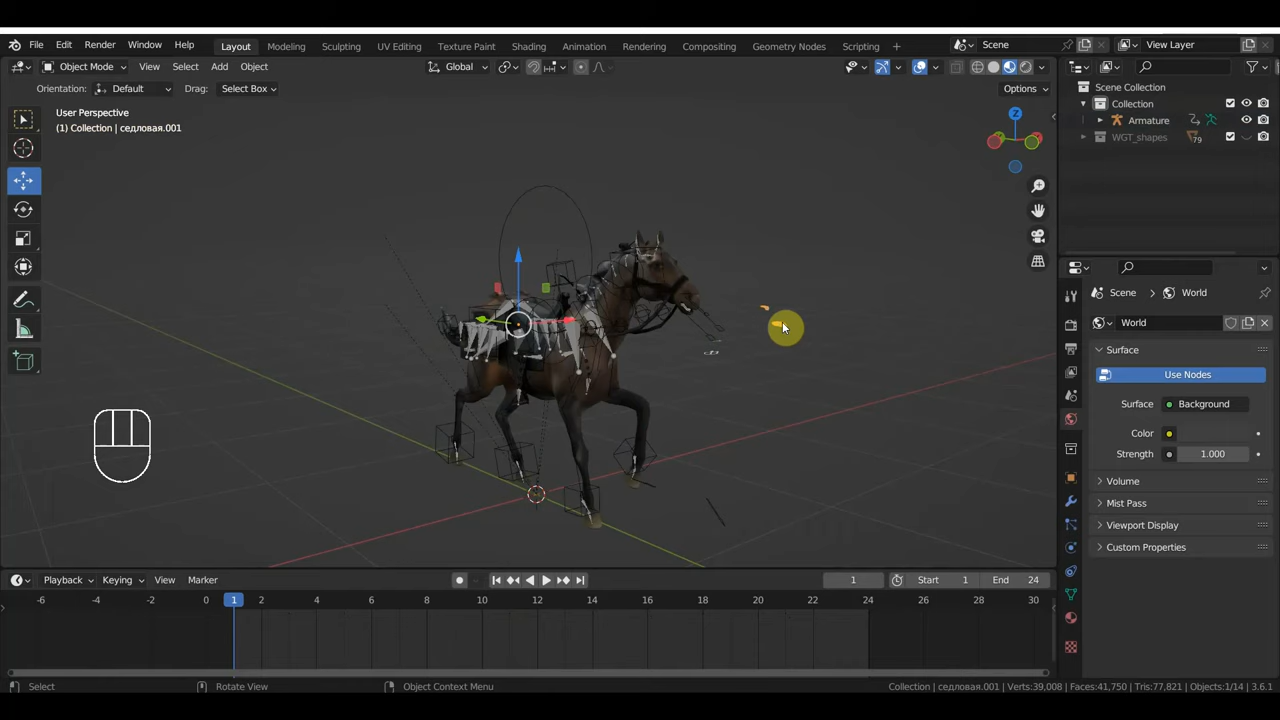 File Edit Render Window Help Layout Modeling Sculpting UV Editing Texture Paint Shading Animation Rendering Compositing Geometry Nodes Scripting + Scene View Layer
Object Mode View Select Add Object Global
Orientation: Default Drag: Select Box Options
User Perspective
(1) Collection | седловая.001
Z
Scene Collection
Collection
Armature
WGT_shapes 79
Scene World
World
Surface
Use Nodes
Surface Background
Color
Strength 1.000
Volume
Mist Pass
Viewport Display
Custom Properties
Playback Keying View Marker 1 Start 1 End 24
-6 -4 -2 0 1 2 4 6 8 10 12 14 16 18 20 22 24 26 28 30
Select Rotate View Object Context Menu Collection | седловая.001 | Verts:39,008 | Faces:41,750 | Tris:77,821 | Objects:1/14 | 3.6.1